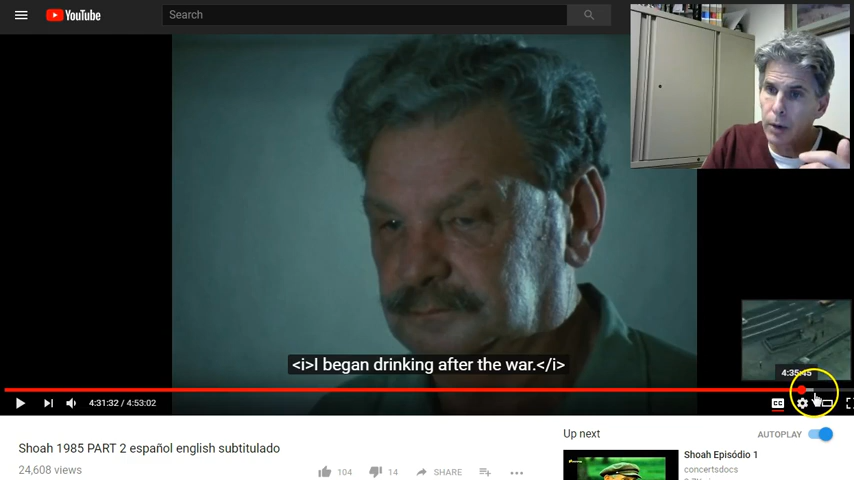 YouTube
Search
<i>I began drinking after the war.</i>
4:35:45
4:31:32 / 4:53:02
CC
Shoah 1985 PART 2 español english subtitulado
24,608 views
104
14
SHARE
Up next
AUTOPLAY
Shoah Episódio 1
concertsdocs